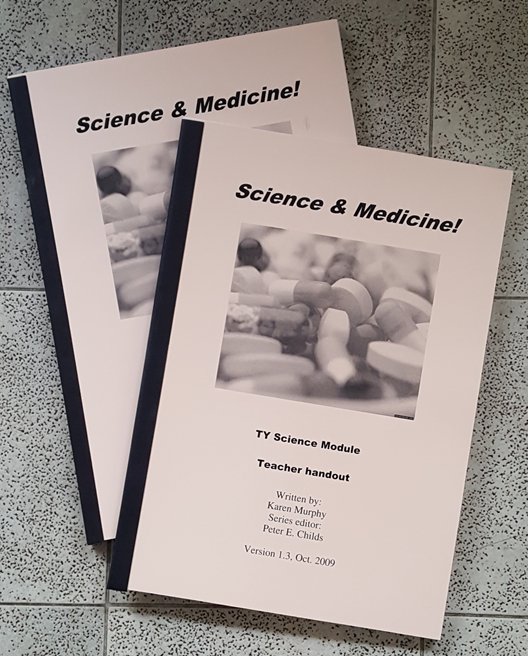 Science & Medicine!
Science & Medicine!
TY Science Module
Teacher handout
Written by:
Karen Murphy
Series editor:
Peter E. Childs
Version 1.3, Oct. 2009